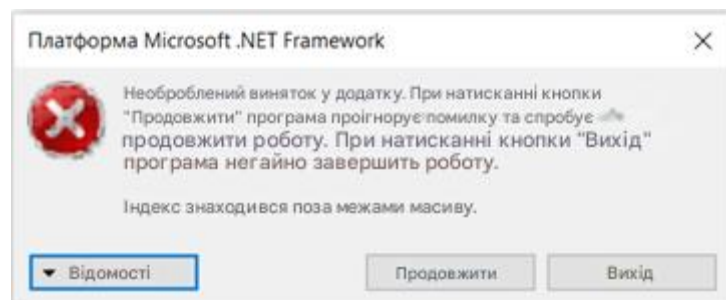 Платформа Microsoft .NET Framework
Необроблений виняток у додатку. При натисканні кнопки
"Продовжити" програма проігнорує помилку та спробує
продовжити роботу. При натисканні кнопки "Вихід"
програма негайно завершить роботу.
Індекс знаходився поза межами масиву.
Відомості
Продовжити
Вихід